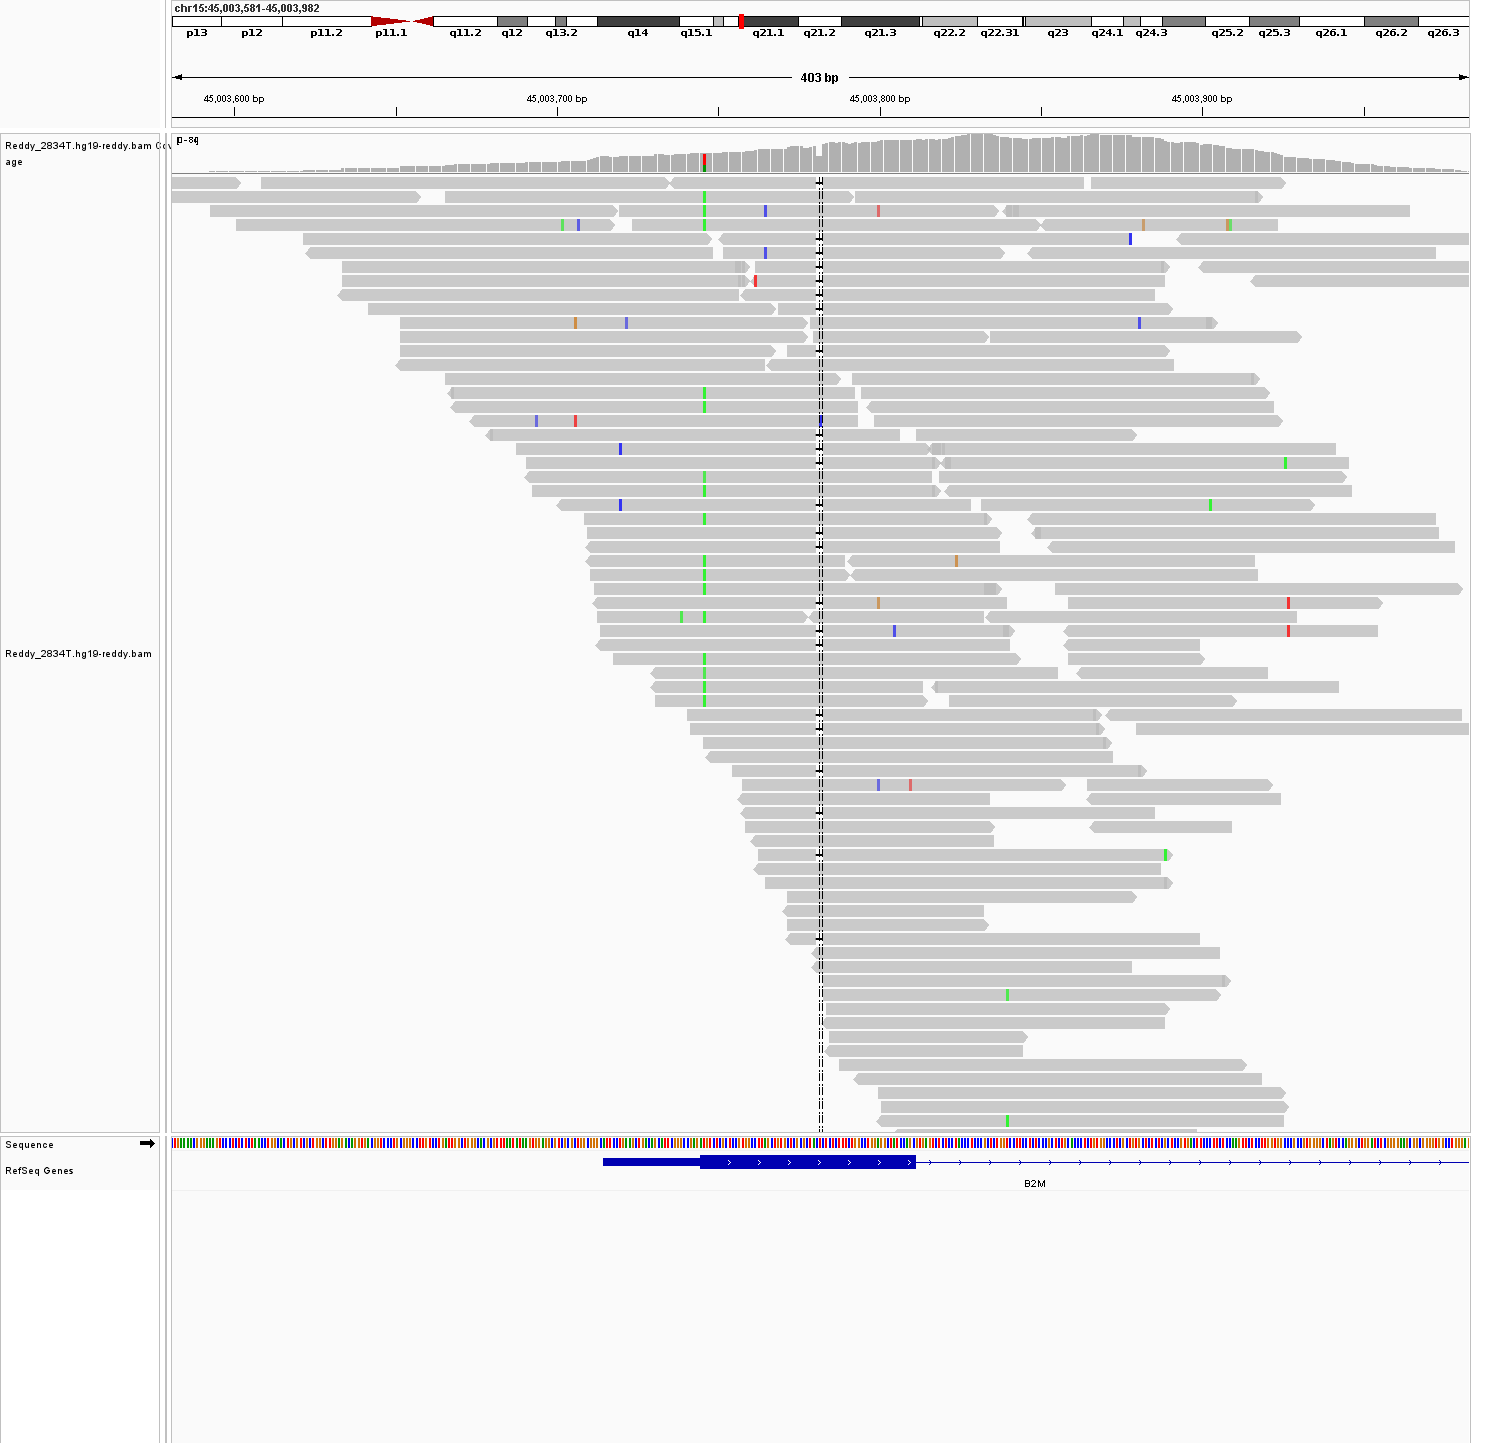 chr15:45,003,581-45,003,982
p13 p12 p11.2 p11.1 q11.2 q12 q13.2 q14 q15.1 q21.1 q21.2 q21.3 q22.2 q22.31 q23 q24.1 q24.3 q25.2 q25.3 q26.1 q26.2 q26.3
403 bp
45,003,600 bp 45,003,700 bp 45,003,800 bp 45,003,900 bp
Reddy_2834T.hg19-reddy.bam Cov
age
Reddy_2834T.hg19-reddy.bam
Sequence
RefSeq Genes
B2M